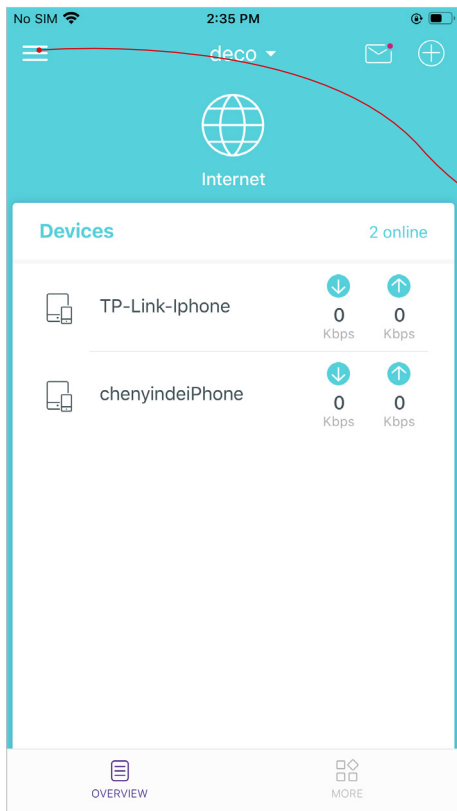 No SIM 2:35 PM
deco
Internet
Devices 2 online
TP-Link-Iphone 0 Kbps 0 Kbps
chenyindeiPhone 0 Kbps 0 Kbps
OVERVIEW MORE